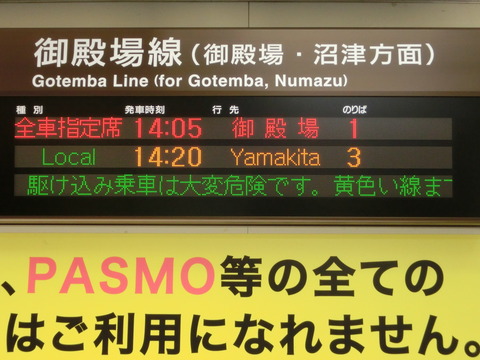 御殿場線(御殿場・沼津方面)
Gotemba Line (for Gotemba, Numazu)
種別 発車時刻 行先 のりば
全車指定席 14:05 御殿場 1
Local 14:20 Yamakita 3
駆け込み乗車は大変危険です。黄色い線ま
、PASMO等の全ての
はご利用になれません。